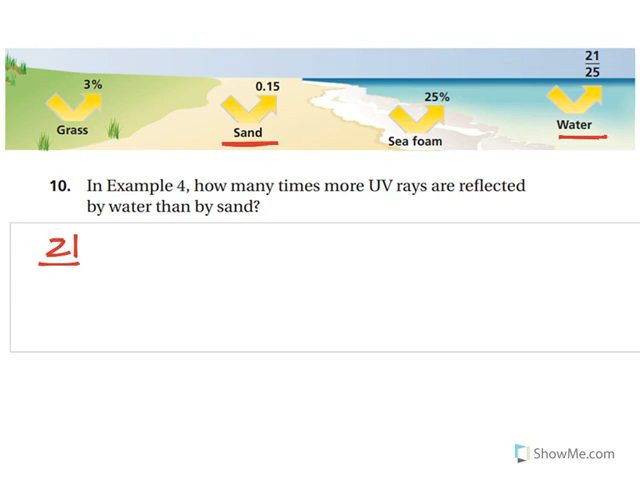 21
25
3%
0.15
25%
Grass
Sand
Sea foam
Water
10. In Example 4, how many times more UV rays are reflected
by water than by sand?
21
ShowMe.com